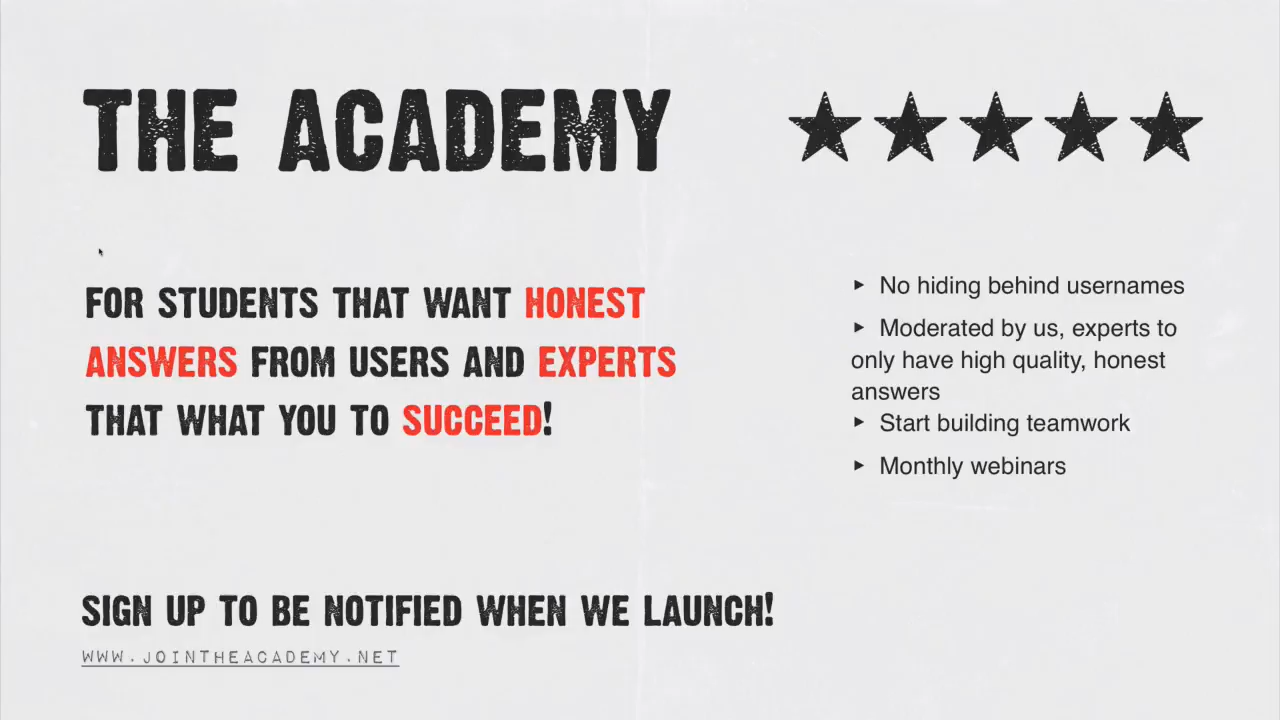 THE ACADEMY
FOR STUDENTS THAT WANT HONEST
ANSWERS FROM USERS AND EXPERTS
THAT WHAT YOU TO SUCCEED!
▸ No hiding behind usernames
▸ Moderated by us, experts to
only have high quality, honest
answers
▸ Start building teamwork
▸ Monthly webinars
SIGN UP TO BE NOTIFIED WHEN WE LAUNCH!
WWW.JOINTHEACADEMY.NET